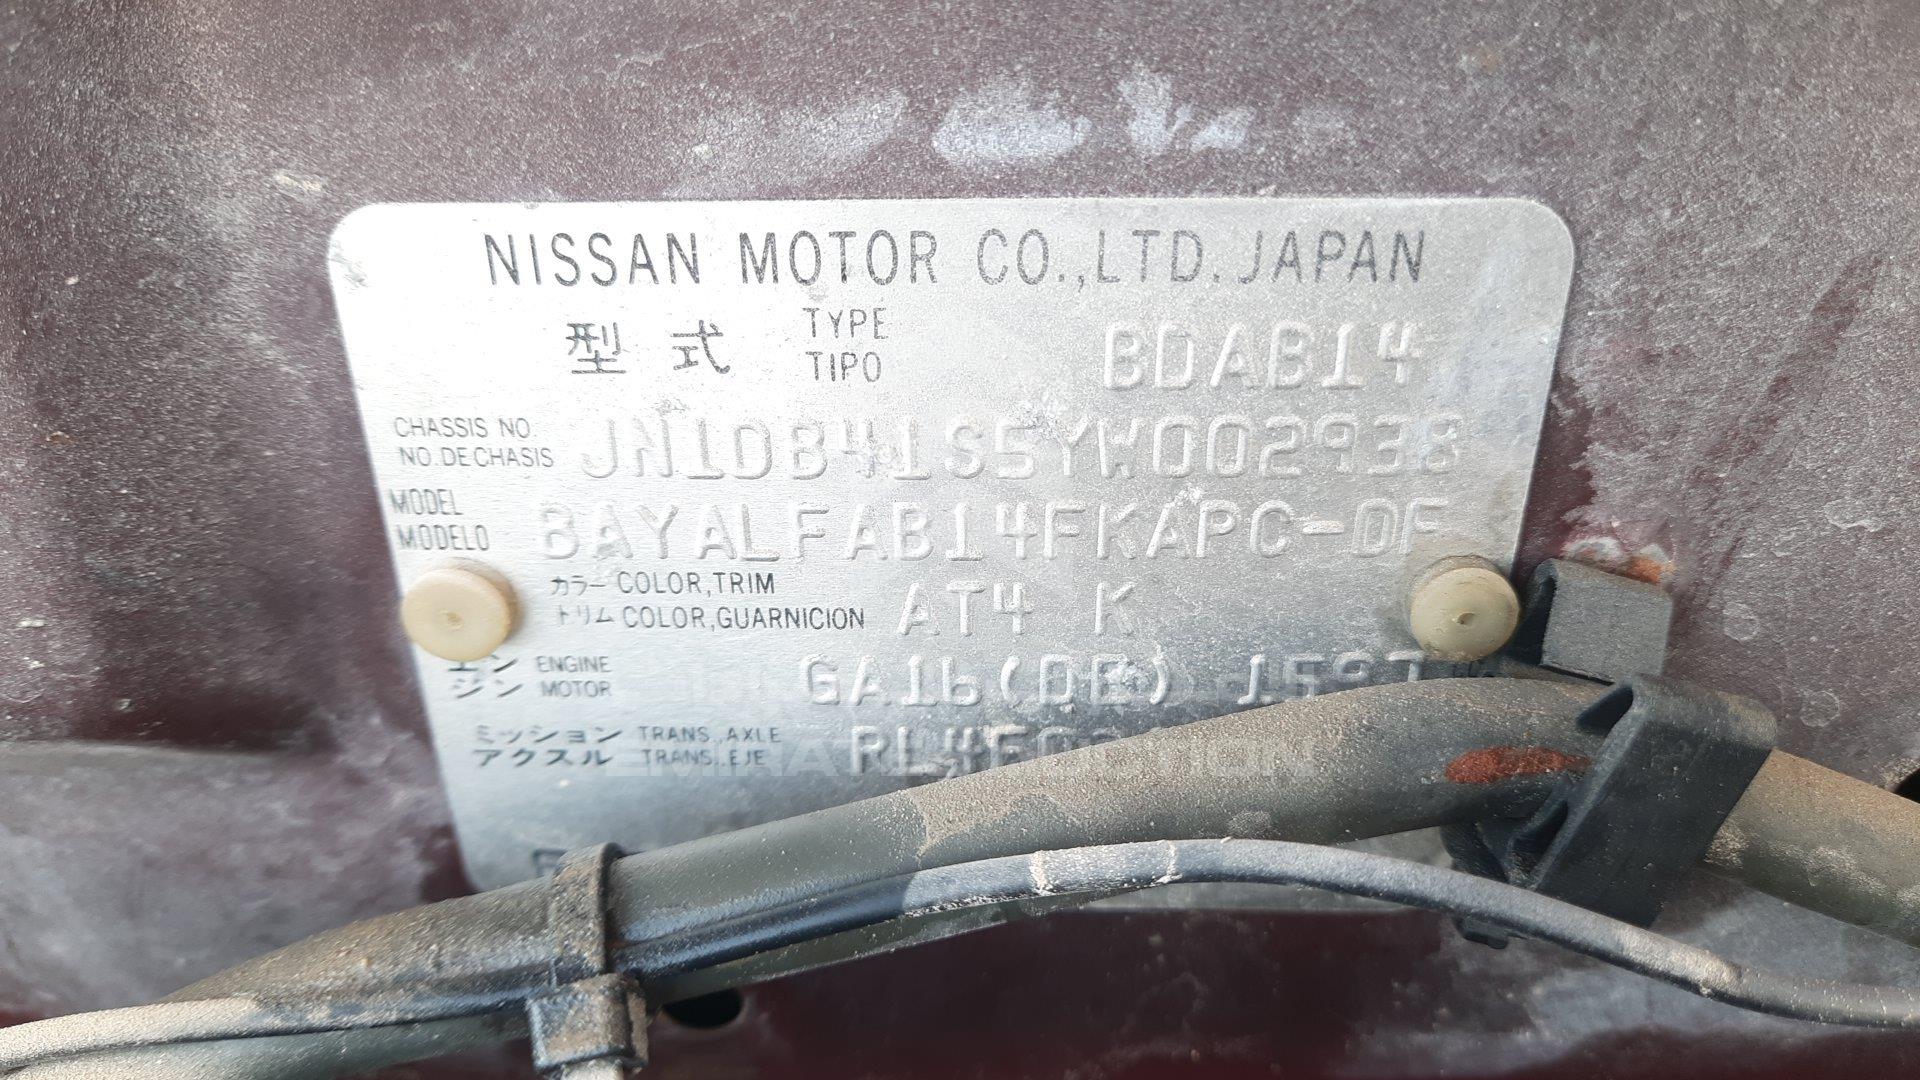 NISSAN MOTOR CO.,LTD. JAPAN
型 式 TYPE TIPO BDAB14
CHASSIS NO. NO.DE CHASIS JN1DB41S5YW002938
MODEL MODELO BAYALFAB14FKAPC-DF
カラー COLOR,TRIM
トリム COLOR,GUARNICION AT4 K
エン ENGINE
ジン MOTOR GA16(DE) 1597
ミッション TRANS.,AXLE
アクスル TRANS.,EJE